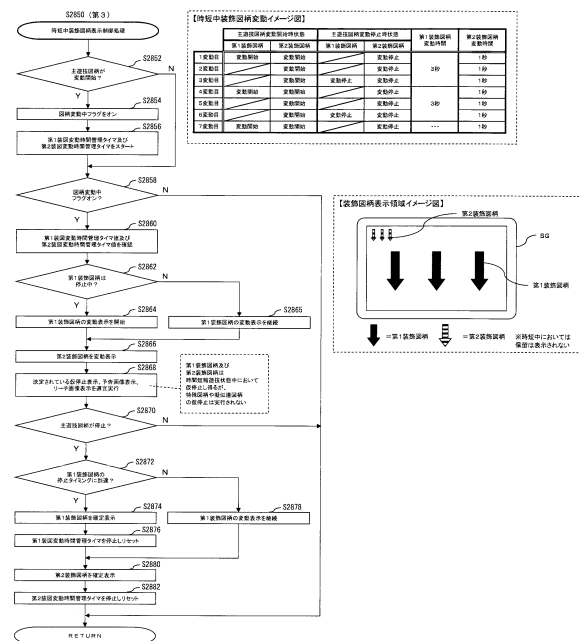 S2850（第3）
時短中装飾図柄表示制御処理
S2852
主遊技図柄が
変動開始？
N
Y
S2854
図柄変動中フラグをオン
S2856
第1装図変動時間管理タイマ及び
第2装図変動時間管理タイマをスタート
S2858
図柄変動中
フラグオン？
N
Y
S2860
第1装図変動時間管理タイマ値及び
第2装図変動時間管理タイマ値を確認
S2862
第1装飾図柄は
停止中？
N
Y
S2864
第1装飾図柄の変動表示を開始
S2865
第1装飾図柄の変動表示を継続
S2866
第2装飾図柄を変動表示
S2868
決定されている仮停止表示、予告画像表示、
リーチ画像表示を適宜実行
第1装飾図柄及び
第2装飾図柄は
時間短縮遊技状態中において
仮停止し得るが、
特殊図柄や擬似連図柄
の仮停止は実行されない
S2870
主遊技図柄が停止？
N
Y
S2872
第1装飾図柄の
停止タイミングに到達？
N
Y
S2874
第1装飾図柄を確定表示
S2878
第1装飾図柄の変動表示を継続
S2876
第1装図変動時間管理タイマを停止しリセット
S2880
第2装飾図柄を確定表示
S2882
第2装図変動時間管理タイマを停止しリセット
RETURN
【時短中装飾図柄変動イメージ図】
主遊技図柄変動開始時状態 主遊技図柄変動停止時状態 第1装飾図柄変動時間 第2装飾図柄変動時間
第1装飾図柄 第2装飾図柄 第1装飾図柄 第2装飾図柄
1変動目 変動開始 変動開始 変動停止 3秒 1秒
2変動目 変動開始 変動停止 1秒
3変動目 変動開始 変動停止 変動停止 1秒
4変動目 変動開始 変動開始 変動停止 3秒 1秒
5変動目 変動開始 変動停止 1秒
6変動目 変動開始 変動停止 変動停止 1秒
7変動目 変動開始 変動開始 変動停止 --- 1秒
【装飾図柄表示領域イメージ図】
第2装飾図柄
SG
第1装飾図柄
=第1装飾図柄 =第2装飾図柄 ※時短中においては
保留は表示されない